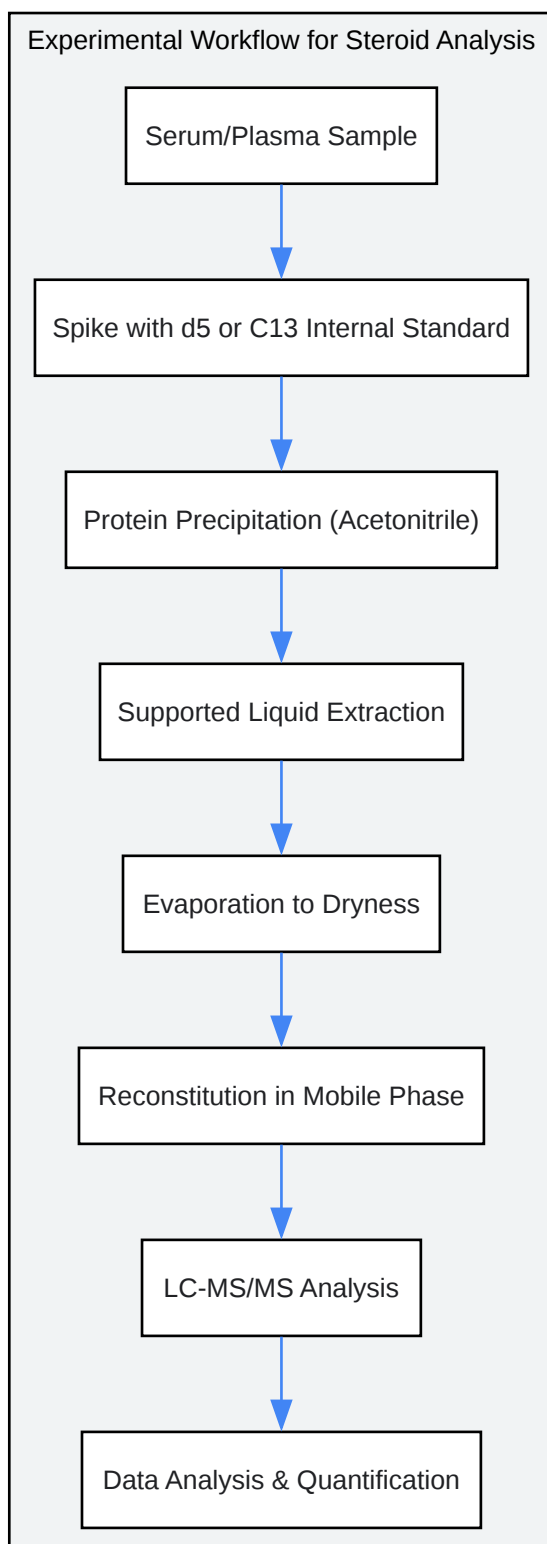 Experimental Workflow for Steroid Analysis
Serum/Plasma Sample
Spike with d5 or C13 Internal Standard
Protein Precipitation (Acetonitrile)
Supported Liquid Extraction
Evaporation to Dryness
Reconstitution in Mobile Phase
LC-MS/MS Analysis
Data Analysis & Quantification